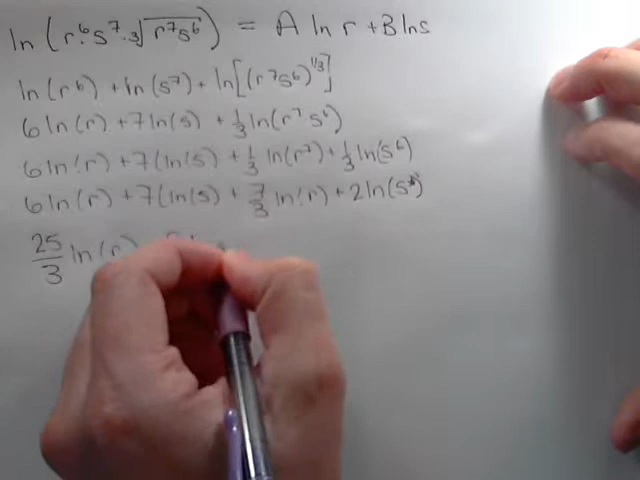 ln(r⁶s⁷ ∛(r⁷s⁶)) = A ln r + B ln s
ln(r⁶) + ln(s⁷) + ln[(r⁷s⁶)^1/3]
6 ln(r) + 7 ln(s) + 1/3 ln(r⁷s⁶)
6 ln(r) + 7(ln(s) + 1/3 ln(r⁷) + 1/3 ln(s⁶)
6 ln(r) + 7(ln(s) + 7/3 ln(r) + 2 ln(s)
25/3 ln(r)